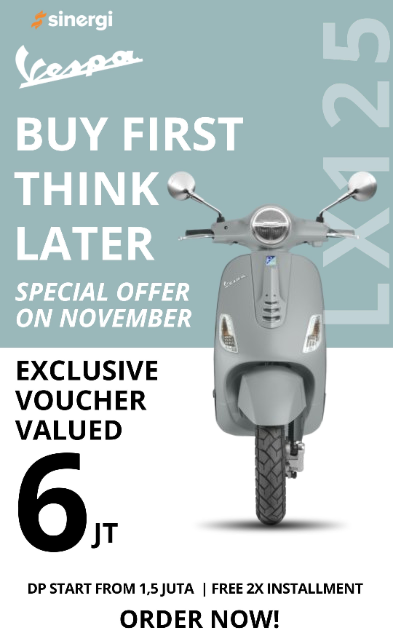 sinergi
Vespa
LX125
BUY FIRST
THINK
LATER
SPECIAL OFFER
ON NOVEMBER
Vespa
EXCLUSIVE
VOUCHER
VALUED
6 JT
DP START FROM 1,5 JUTA | FREE 2X INSTALLMENT
ORDER NOW!